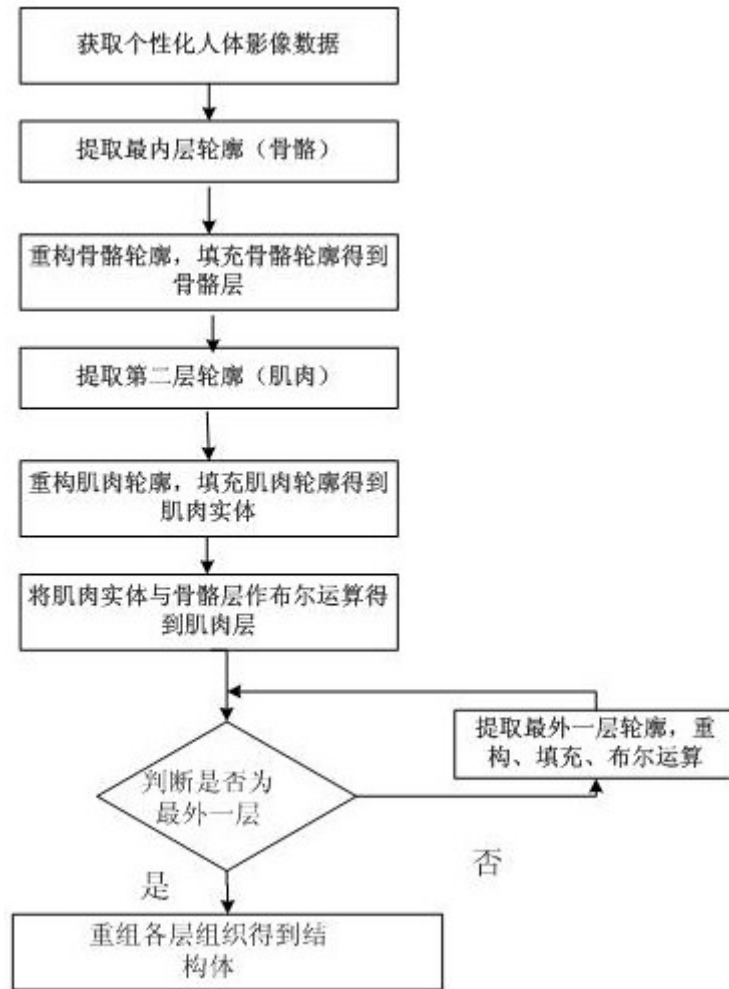 获取个性化人体影像数据
提取最内层轮廓（骨骼）
重构骨骼轮廓，填充骨骼轮廓得到
骨骼层
提取第二层轮廓（肌肉）
重构肌肉轮廓，填充肌肉轮廓得到
肌肉实体
将肌肉实体与骨骼层作布尔运算得
到肌肉层
提取最外一层轮廓，重
构、填充、布尔运算
判断是否为
最外一层
否
是
重组各层组织得到结
构体